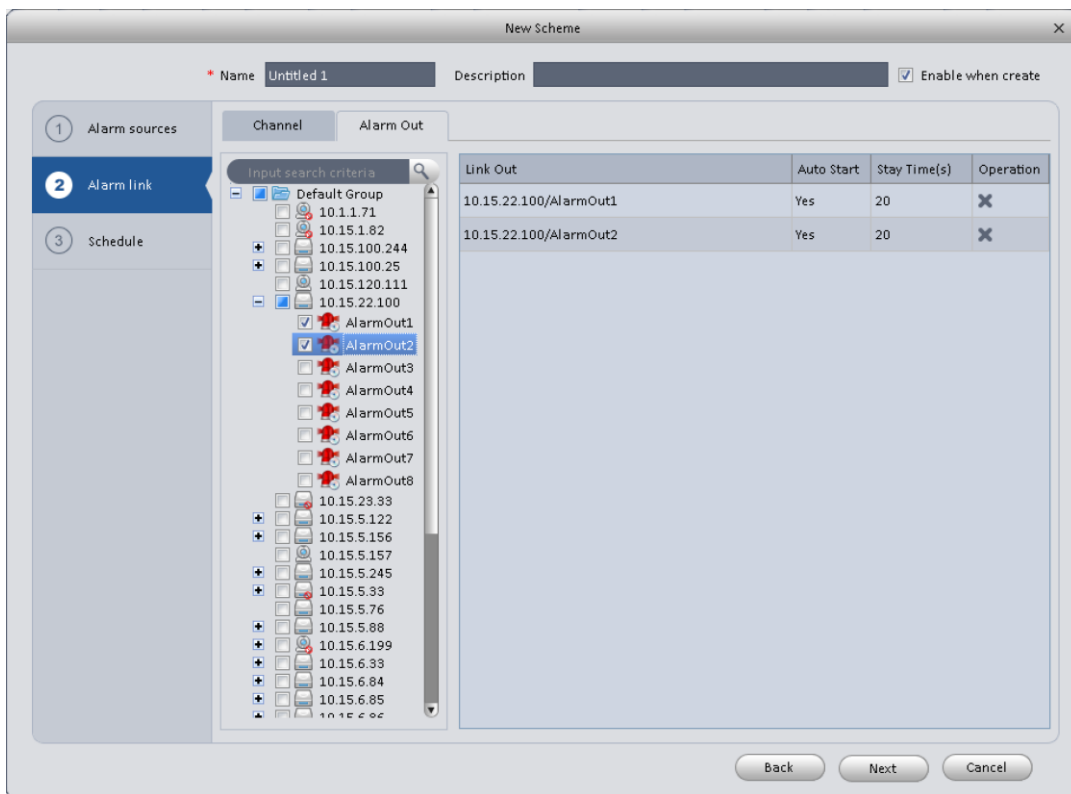 New Scheme
* Name Untitled 1 Description Enable when create
1 Alarm sources
2 Alarm link
3 Schedule
Channel Alarm Out
Input search criteria
Default Group
10.1.1.71
10.15.1.82
10.15.100.244
10.15.100.25
10.15.120.111
10.15.22.100
AlarmOut1
AlarmOut2
AlarmOut3
AlarmOut4
AlarmOut5
AlarmOut6
AlarmOut7
AlarmOut8
10.15.23.33
10.15.5.122
10.15.5.156
10.15.5.157
10.15.5.245
10.15.5.33
10.15.5.76
10.15.5.88
10.15.6.199
10.15.6.33
10.15.6.84
10.15.6.85
Link Out Auto Start Stay Time(s) Operation
10.15.22.100/AlarmOut1 Yes 20
10.15.22.100/AlarmOut2 Yes 20
Back Next Cancel